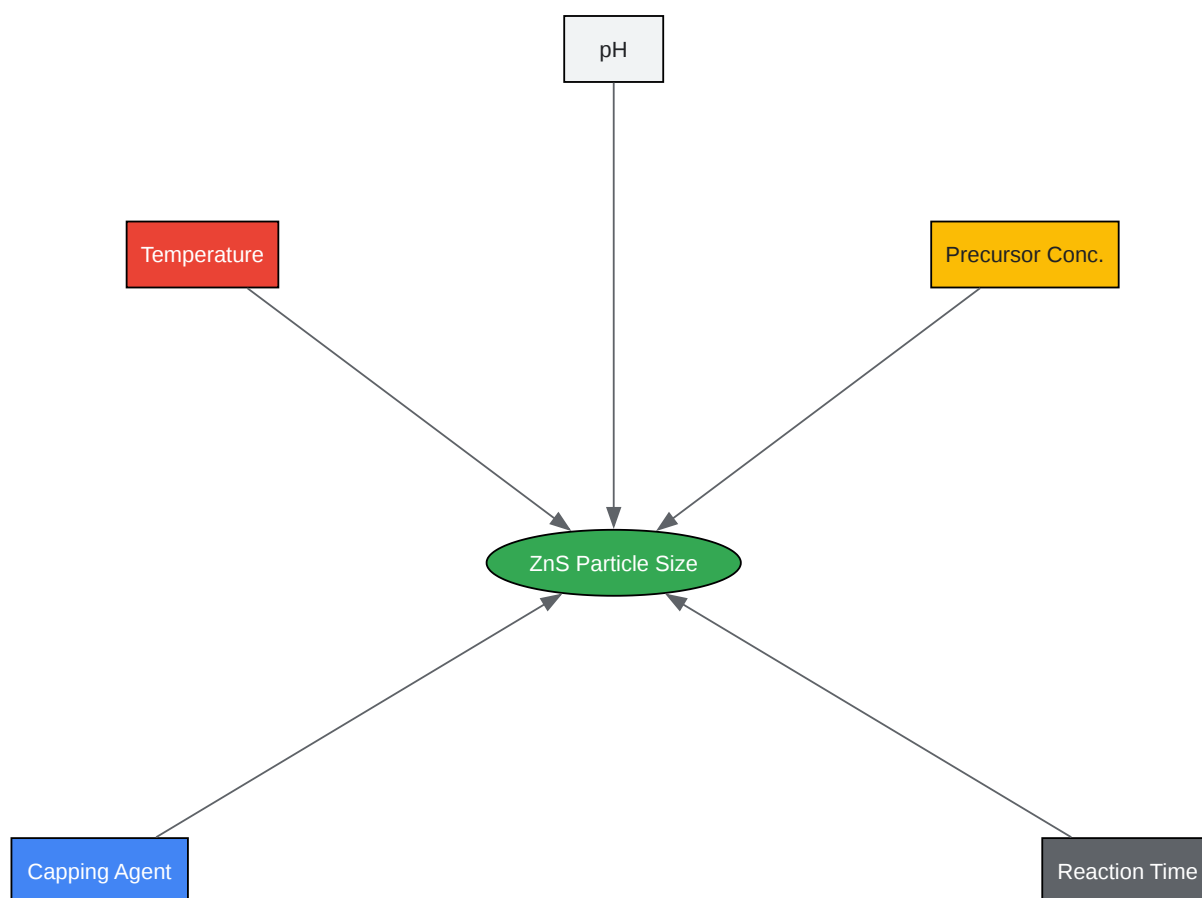 pH
Temperature
Precursor Conc.
ZnS Particle Size
Capping Agent
Reaction Time